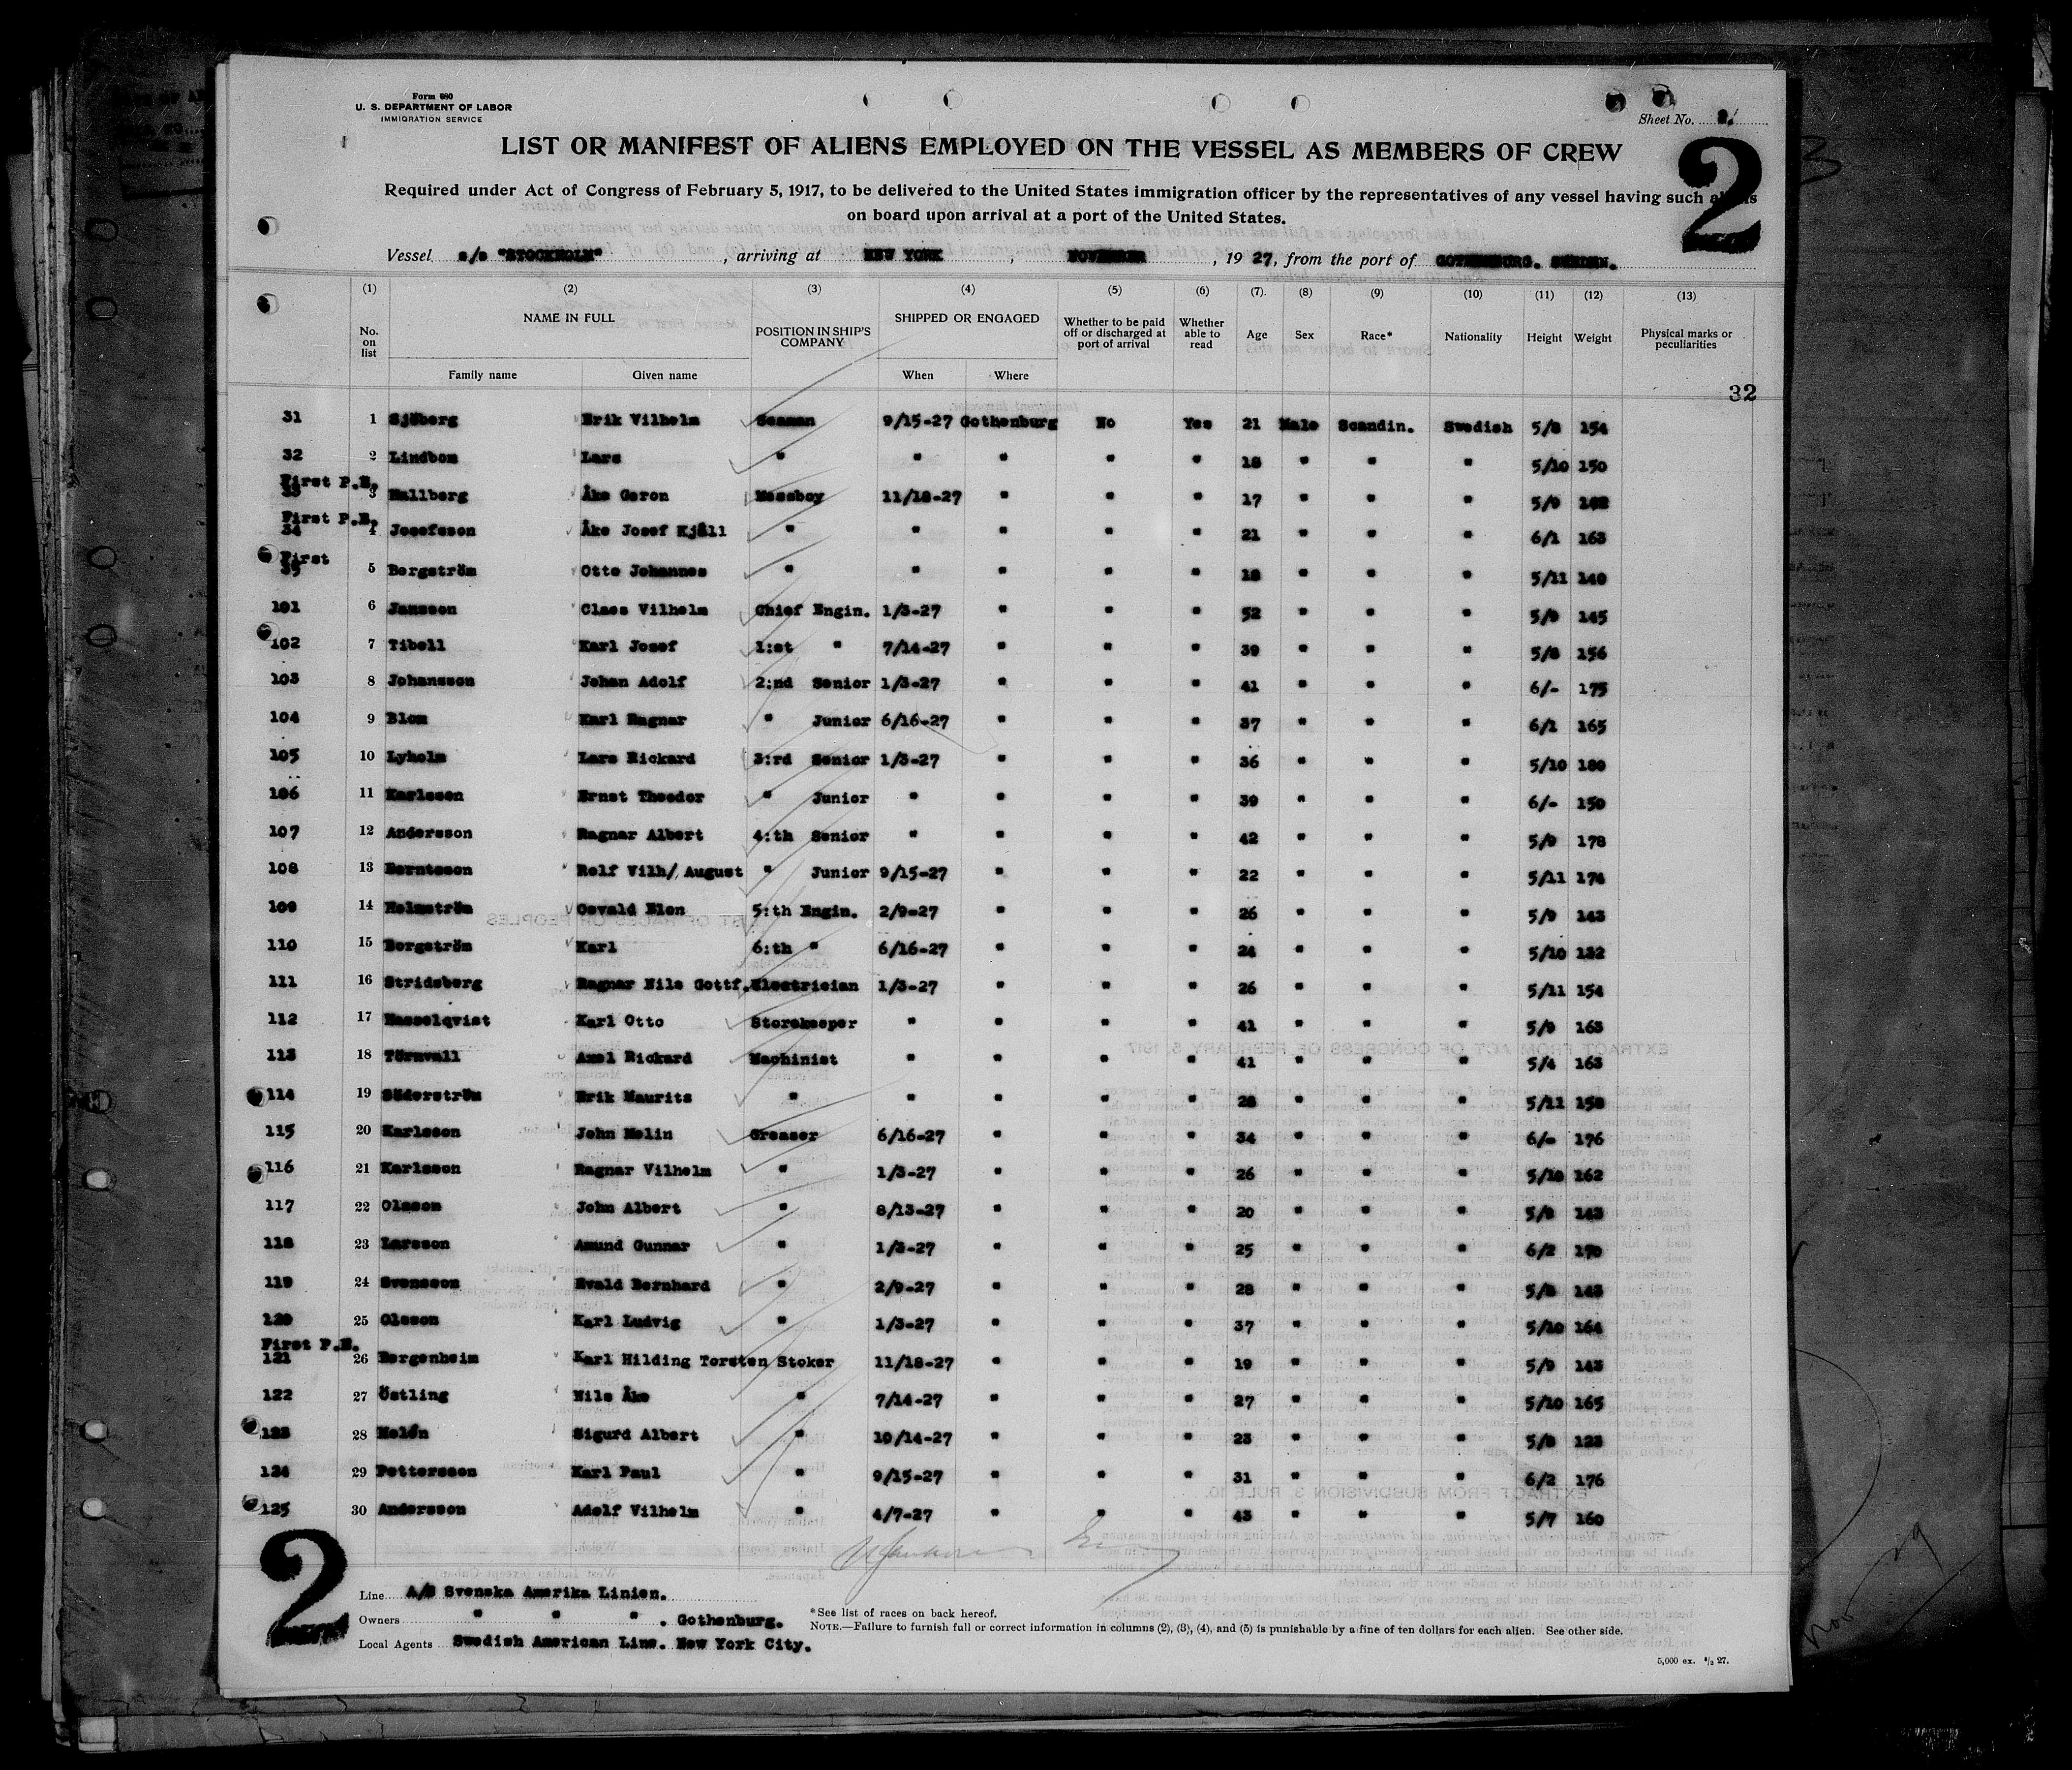 Form 680
U. S. DEPARTMENT OF LABOR
IMMIGRATION SERVICE
Sheet No. 2.
2
LIST OR MANIFEST OF ALIENS EMPLOYED ON THE VESSEL AS MEMBERS OF CREW
Required under Act of Congress of February 5, 1917, to be delivered to the United States immigration officer by the representatives of any vessel having such aliens
on board upon arrival at a port of the United States.
Vessel s/s "STOCKHOLM", arriving at NEW YORK, NOVEMBER, 1927, from the port of GOTHENBURG. SWEDEN.
(1) (2) (3) (4) (5) (6) (7). (8) (9) (10) (11) (12) (13)
No. on list NAME IN FULL POSITION IN SHIP'S COMPANY SHIPPED OR ENGAGED Whether to be paid off or discharged at port of arrival Whether able to read Age Sex Race* Nationality Height Weight Physical marks or peculiarities
Family name Given name When Where
32
31 1 Sjöberg Erik Vilhelm Seaman 9/15-27 Gothenburg No Yes 21 Male Scandin. Swedish 5/8 154
32 2 Lindbom Lars " " " " " 18 " " " 5/10 150
First P.E.
33 3 Hallberg Åke Geron Messboy 11/18-27 " " " 17 " " " 5/9 142
First P.E.
34 4 Josefsson Åke Josef Kjäll " " " " " 21 " " " 6/1 163
First
35 5 Bergström Otto Johannes " " " " " 18 " " " 5/11 140
101 6 Jansson Claes Vilhelm Chief Engin. 1/3-27 " " " 52 " " " 5/9 145
102 7 Tibell Karl Josef 1:st " 7/14-27 " " " 39 " " " 5/8 156
103 8 Johansson Johan Adolf 2:nd Senior 1/3-27 " " " 41 " " " 6/- 175
104 9 Blom Karl Ragnar " Junior 6/16-27 " " " 37 " " " 6/1 165
105 10 Lyholm Lars Rickard 3:rd Senior 1/3-27 " " " 36 " " " 5/10 180
106 11 Karlsson Ernst Theodor " Junior " " " " 39 " " " 6/- 150
107 12 Andersson Ragnar Albert 4:th Senior " " " " 42 " " " 5/9 178
108 13 Berntsson Rolf Vilh/ August " Junior 9/15-27 " " " 22 " " " 5/11 174
109 14 Holmström Osvald Elon 5:th Engin. 2/9-27 " " " 26 " " " 5/9 143
110 15 Borgström Karl 6:th " 6/16-27 " " " 24 " " " 5/10 132
111 16 Stridsberg Ragnar Nils Gottf. Electrician 1/3-27 " " " 26 " " " 5/11 154
112 17 Hasselqvist Karl Otto Storekeeper " " " " 41 " " " 5/9 163
113 18 Törnvall Axel Rickard Machinist " " " " 41 " " " 5/4 163
114 19 Söderström Erik Maurits " " " " " 28 " " " 5/11 158
115 20 Karlsson John Melin Greaser 6/16-27 " " " 34 " " " 6/- 176
116 21 Karlsson Ragnar Vilhelm " 1/3-27 " " " 26 " " " 5/10 162
117 22 Olsson John Albert " 8/13-27 " " " 20 " " " 5/8 143
118 23 Larsson Amund Gunnar " 1/3-27 " " " 25 " " " 6/2 170
119 24 Svensson Evald Bernhard " 2/9-27 " " " 28 " " " 5/8 143
120 25 Olsson Karl Ludvig " 1/3-27 " " " 37 " " " 5/10 164
First P.E.
121 26 Bergenheim Karl Hilding Torsten Stoker 11/18-27 " " " 19 " " " 5/9 143
122 27 Östling Nils Åke " 7/14-27 " " " 27 " " " 5/10 165
123 28 Melén Sigurd Albert " 10/14-27 " " " 23 " " " 5/8 123
124 29 Pettersson Karl Paul " 9/15-27 " " " 31 " " " 6/2 176
125 30 Andersson Adolf Vilhelm " 4/7-27 " " " 43 " " " 5/7 160
2
Line A/B Svenska Amerika Linien.
Owners " " " . Gothenburg.
Local Agents Swedish American Line. New York City.
*See list of races on back hereof.
NOTE.—Failure to furnish full or correct information in columns (2), (3), (4), and (5) is punishable by a fine of ten dollars for each alien. See other side.
5,000 ex. 8/2 27.